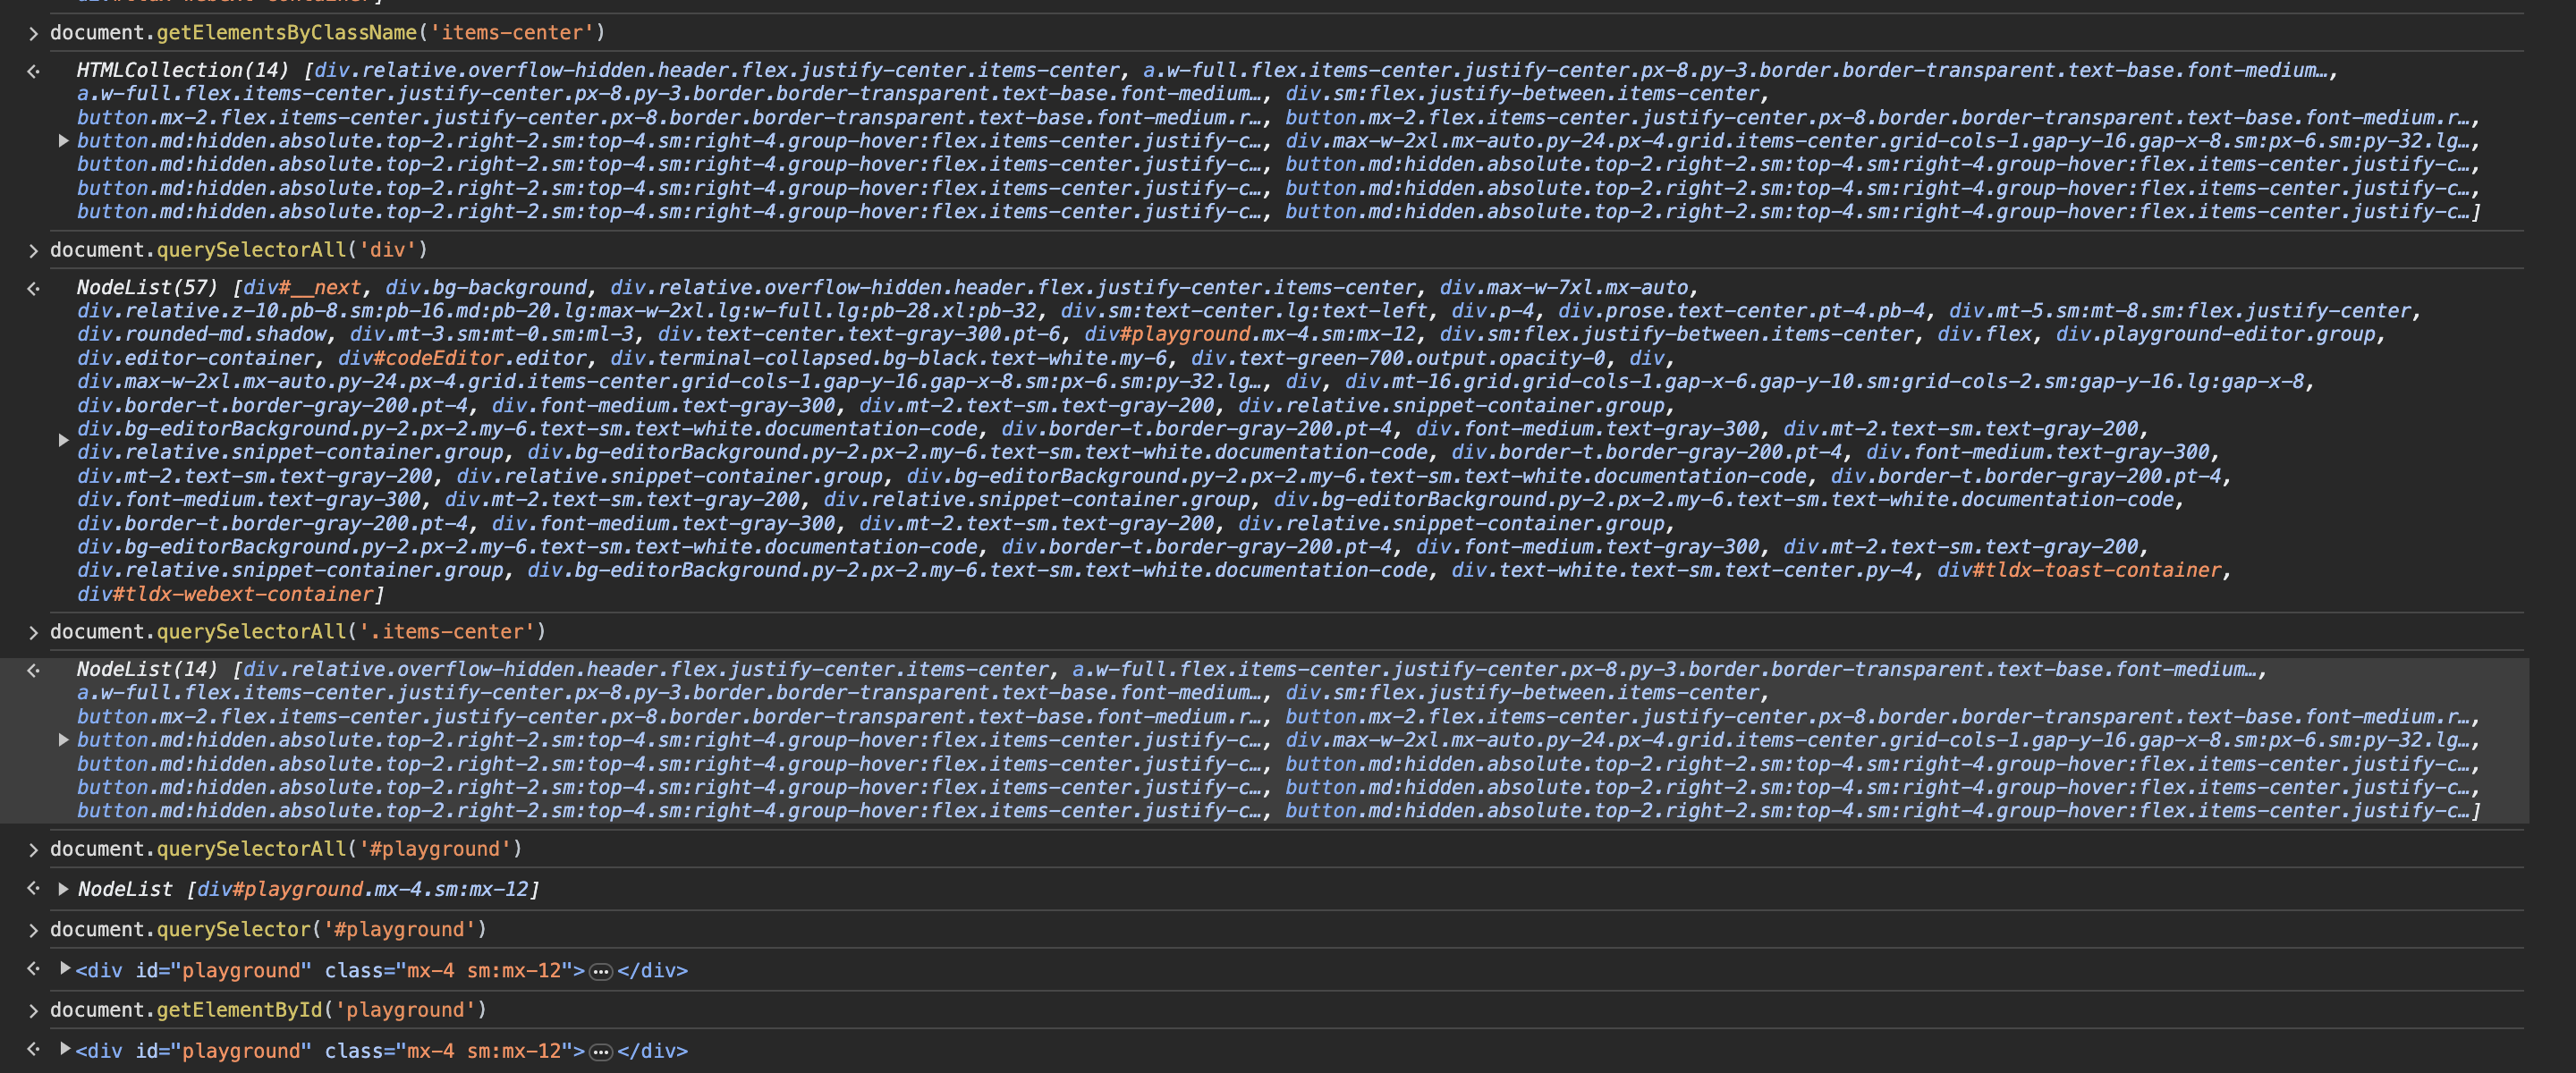 document.getElementsByClassName('items-center')
HTMLCollection(14) [div.relative.overflow-hidden.header.flex.justify-center.items-center, a.w-full.flex.items-center.justify-center.px-8.py-3.border.border-transparent.text-base.font-medium…,
a.w-full.flex.items-center.justify-center.px-8.py-3.border.border-transparent.text-base.font-medium…, div.sm:flex.justify-between.items-center,
button.mx-2.flex.items-center.justify-center.px-8.border.border-transparent.text-base.font-medium.r…, button.mx-2.flex.items-center.justify-center.px-8.border.border-transparent.text-base.font-medium.r…,
button.md:hidden.absolute.top-2.right-2.sm:top-4.sm:right-4.group-hover:flex.items-center.justify-c…, div.max-w-2xl.mx-auto.py-24.px-4.grid.items-center.grid-cols-1.gap-y-16.gap-x-8.sm:px-6.sm:py-32.lg…,
button.md:hidden.absolute.top-2.right-2.sm:top-4.sm:right-4.group-hover:flex.items-center.justify-c…, button.md:hidden.absolute.top-2.right-2.sm:top-4.sm:right-4.group-hover:flex.items-center.justify-c…,
button.md:hidden.absolute.top-2.right-2.sm:top-4.sm:right-4.group-hover:flex.items-center.justify-c…, button.md:hidden.absolute.top-2.right-2.sm:top-4.sm:right-4.group-hover:flex.items-center.justify-c…,
button.md:hidden.absolute.top-2.right-2.sm:top-4.sm:right-4.group-hover:flex.items-center.justify-c…, button.md:hidden.absolute.top-2.right-2.sm:top-4.sm:right-4.group-hover:flex.items-center.justify-c…]
document.querySelectorAll('div')
NodeList(57) [div#__next, div.bg-background, div.relative.overflow-hidden.header.flex.justify-center.items-center, div.max-w-7xl.mx-auto,
div.relative.z-10.pb-8.sm:pb-16.md:pb-20.lg:max-w-2xl.lg:w-full.lg:pb-28.xl:pb-32, div.sm:text-center.lg:text-left, div.p-4, div.prose.text-center.pt-4.pb-4, div.mt-5.sm:mt-8.sm:flex.justify-center,
div.rounded-md.shadow, div.mt-3.sm:mt-0.sm:ml-3, div.text-center.text-gray-300.pt-6, div#playground.mx-4.sm:mx-12, div.sm:flex.justify-between.items-center, div.flex, div.playground-editor.group,
div.editor-container, div#codeEditor.editor, div.terminal-collapsed.bg-black.text-white.my-6, div.text-green-700.output.opacity-0, div,
div.max-w-2xl.mx-auto.py-24.px-4.grid.items-center.grid-cols-1.gap-y-16.gap-x-8.sm:px-6.sm:py-32.lg…, div, div.mt-16.grid.grid-cols-1.gap-x-6.gap-y-10.sm:grid-cols-2.sm:gap-y-16.lg:gap-x-8,
div.border-t.border-gray-200.pt-4, div.font-medium.text-gray-300, div.mt-2.text-sm.text-gray-200, div.relative.snippet-container.group,
div.bg-editorBackground.py-2.px-2.my-6.text-sm.text-white.documentation-code, div.border-t.border-gray-200.pt-4, div.font-medium.text-gray-300, div.mt-2.text-sm.text-gray-200,
div.relative.snippet-container.group, div.bg-editorBackground.py-2.px-2.my-6.text-sm.text-white.documentation-code, div.border-t.border-gray-200.pt-4, div.font-medium.text-gray-300,
div.mt-2.text-sm.text-gray-200, div.relative.snippet-container.group, div.bg-editorBackground.py-2.px-2.my-6.text-sm.text-white.documentation-code, div.border-t.border-gray-200.pt-4,
div.font-medium.text-gray-300, div.mt-2.text-sm.text-gray-200, div.relative.snippet-container.group, div.bg-editorBackground.py-2.px-2.my-6.text-sm.text-white.documentation-code,
div.border-t.border-gray-200.pt-4, div.font-medium.text-gray-300, div.mt-2.text-sm.text-gray-200, div.relative.snippet-container.group,
div.bg-editorBackground.py-2.px-2.my-6.text-sm.text-white.documentation-code, div.border-t.border-gray-200.pt-4, div.font-medium.text-gray-300, div.mt-2.text-sm.text-gray-200,
div.relative.snippet-container.group, div.bg-editorBackground.py-2.px-2.my-6.text-sm.text-white.documentation-code, div.text-white.text-sm.text-center.py-4, div#tldx-toast-container,
div#tldx-webext-container]
document.querySelectorAll('.items-center')
NodeList(14) [div.relative.overflow-hidden.header.flex.justify-center.items-center, a.w-full.flex.items-center.justify-center.px-8.py-3.border.border-transparent.text-base.font-medium…,
a.w-full.flex.items-center.justify-center.px-8.py-3.border.border-transparent.text-base.font-medium…, div.sm:flex.justify-between.items-center,
button.mx-2.flex.items-center.justify-center.px-8.border.border-transparent.text-base.font-medium.r…, button.mx-2.flex.items-center.justify-center.px-8.border.border-transparent.text-base.font-medium.r…,
button.md:hidden.absolute.top-2.right-2.sm:top-4.sm:right-4.group-hover:flex.items-center.justify-c…, div.max-w-2xl.mx-auto.py-24.px-4.grid.items-center.grid-cols-1.gap-y-16.gap-x-8.sm:px-6.sm:py-32.lg…,
button.md:hidden.absolute.top-2.right-2.sm:top-4.sm:right-4.group-hover:flex.items-center.justify-c…, button.md:hidden.absolute.top-2.right-2.sm:top-4.sm:right-4.group-hover:flex.items-center.justify-c…,
button.md:hidden.absolute.top-2.right-2.sm:top-4.sm:right-4.group-hover:flex.items-center.justify-c…, button.md:hidden.absolute.top-2.right-2.sm:top-4.sm:right-4.group-hover:flex.items-center.justify-c…,
button.md:hidden.absolute.top-2.right-2.sm:top-4.sm:right-4.group-hover:flex.items-center.justify-c…, button.md:hidden.absolute.top-2.right-2.sm:top-4.sm:right-4.group-hover:flex.items-center.justify-c…]
document.querySelectorAll('#playground')
NodeList [div#playground.mx-4.sm:mx-12]
document.querySelector('#playground')
<div id="playground" class="mx-4 sm:mx-12">…</div>
document.getElementById('playground')
<div id="playground" class="mx-4 sm:mx-12">…</div>